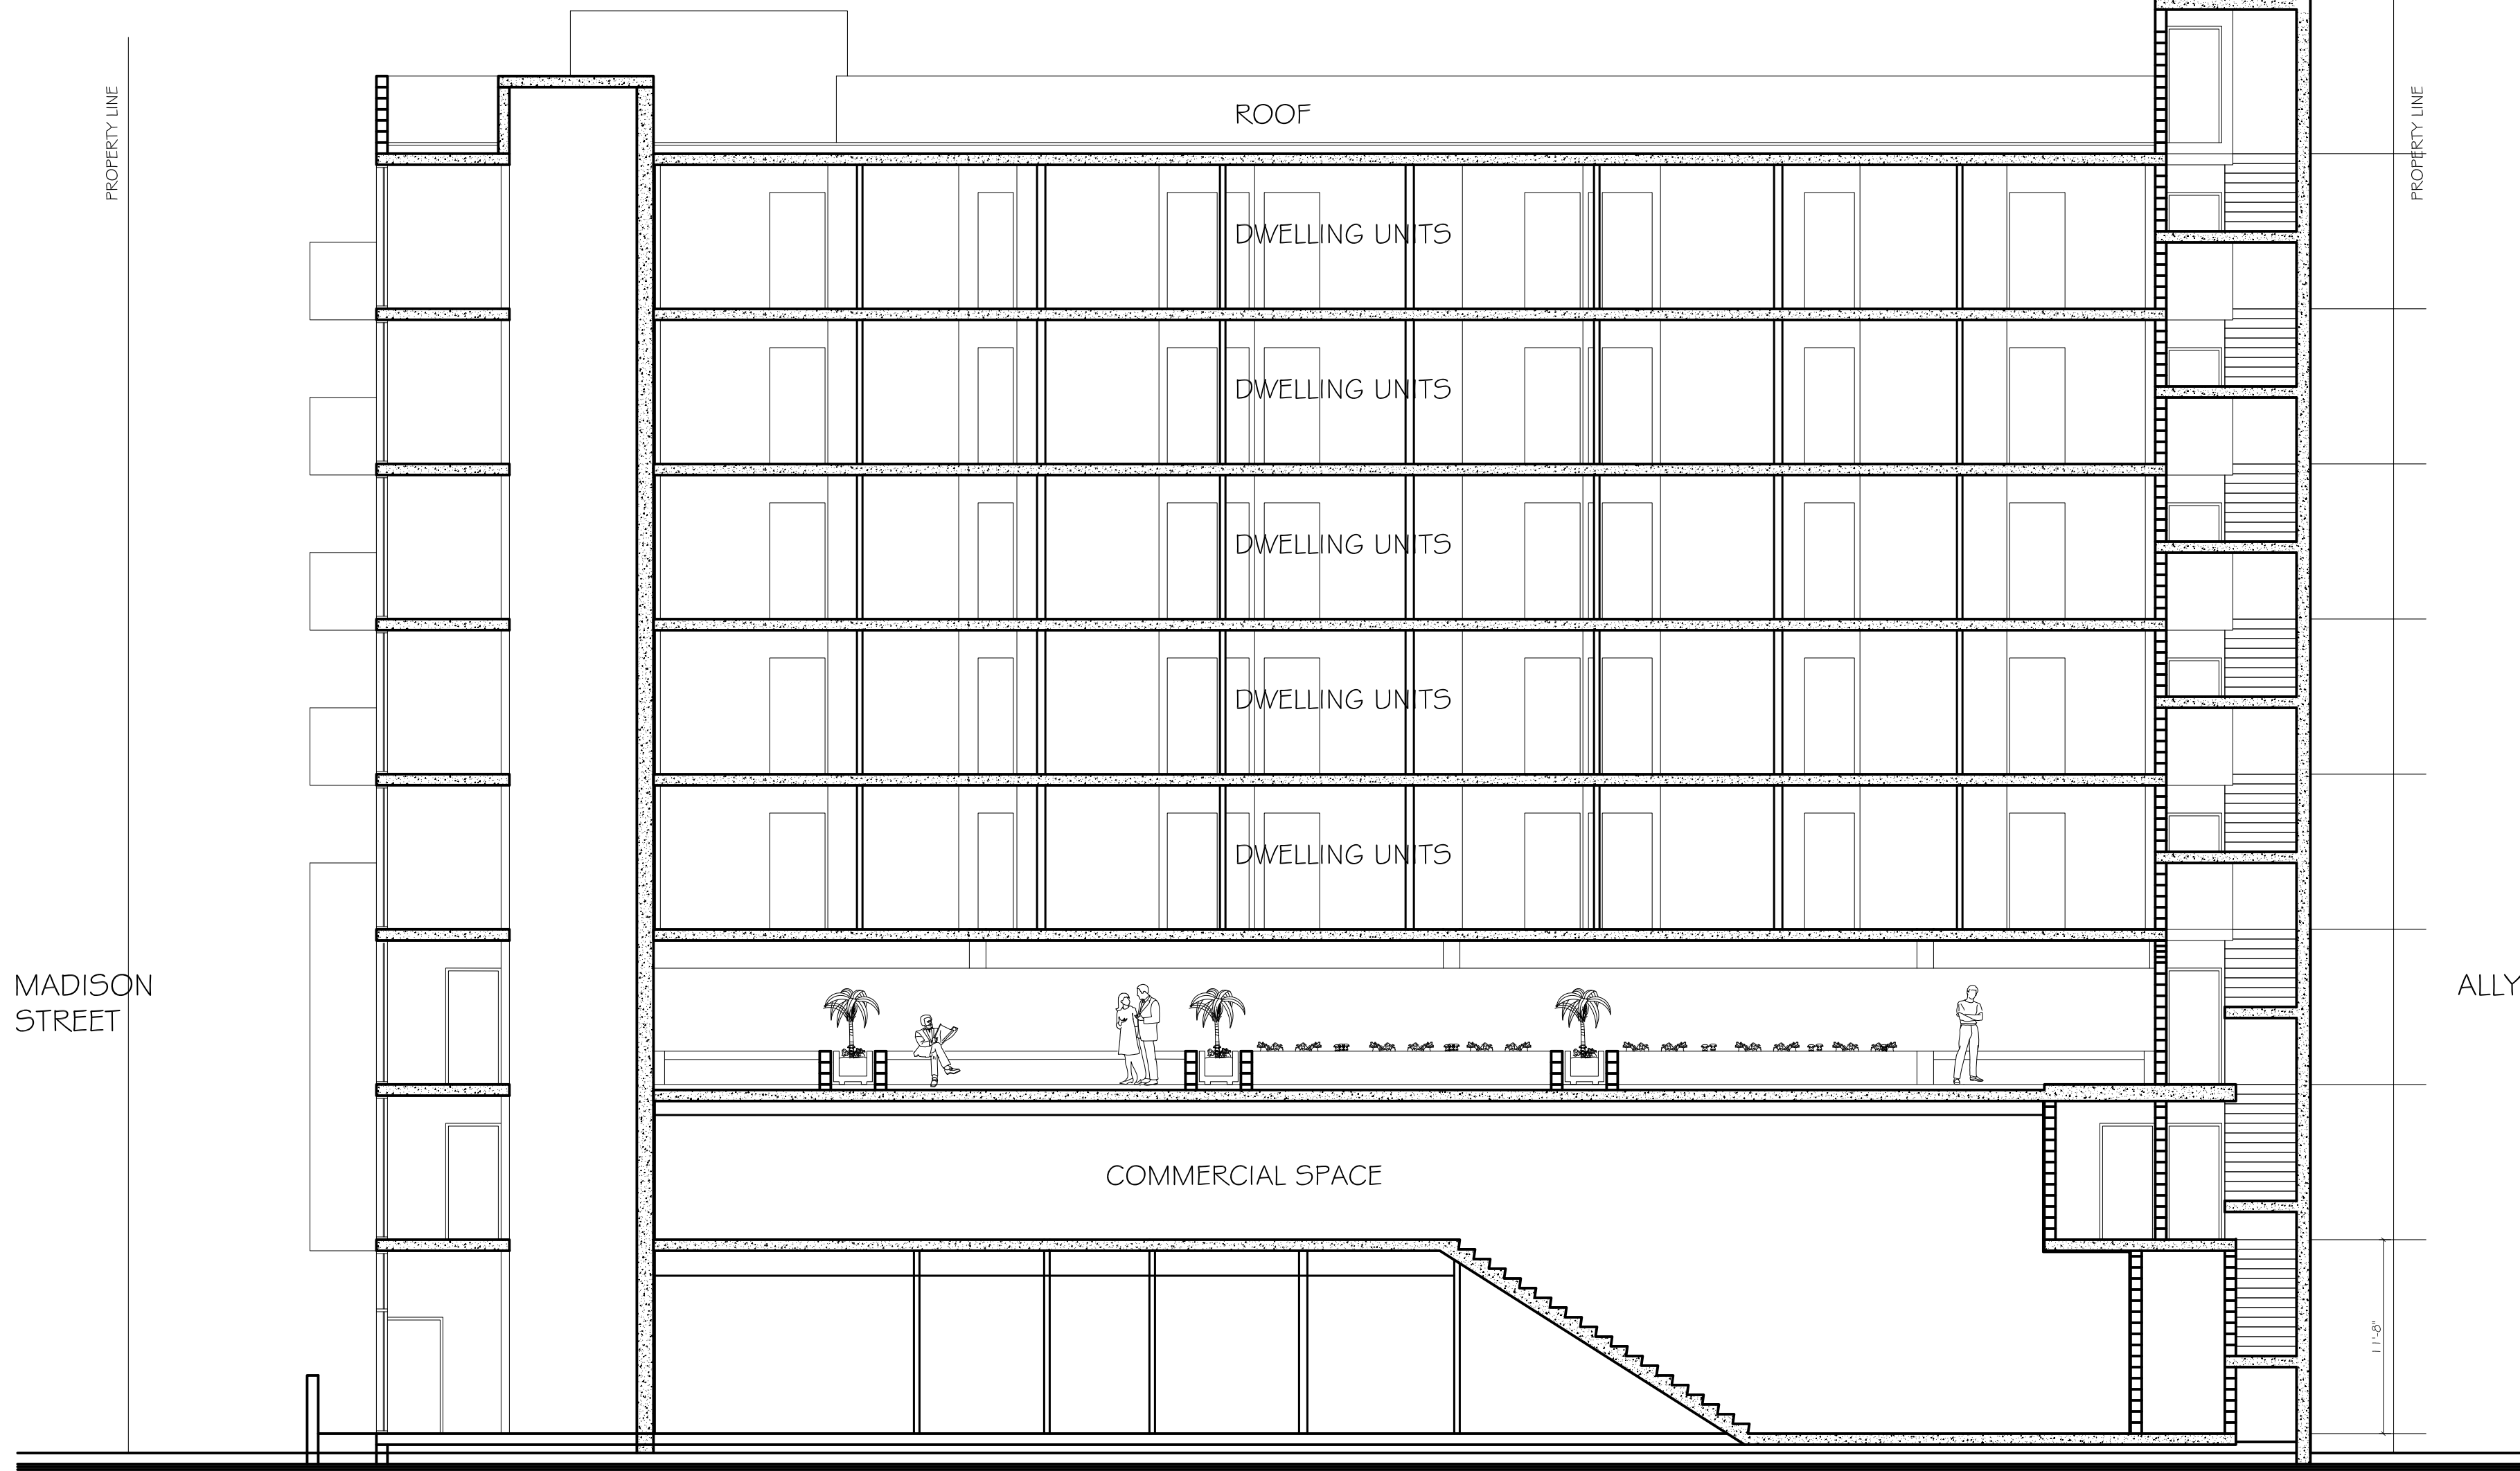 PROPERTY LINE
PROPERTY LINE
ROOF
DWELLING UNITS
DWELLING UNITS
DWELLING UNITS
DWELLING UNITS
DWELLING UNITS
MADISON
STREET
ALLY
COMMERCIAL SPACE
11'-8"